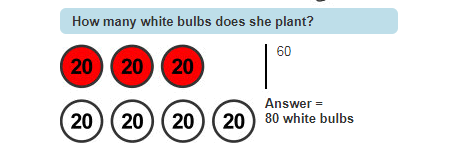 How many white bulbs does she plant?
20 20 20 60
Answer =
20 20 20 20 80 white bulbs